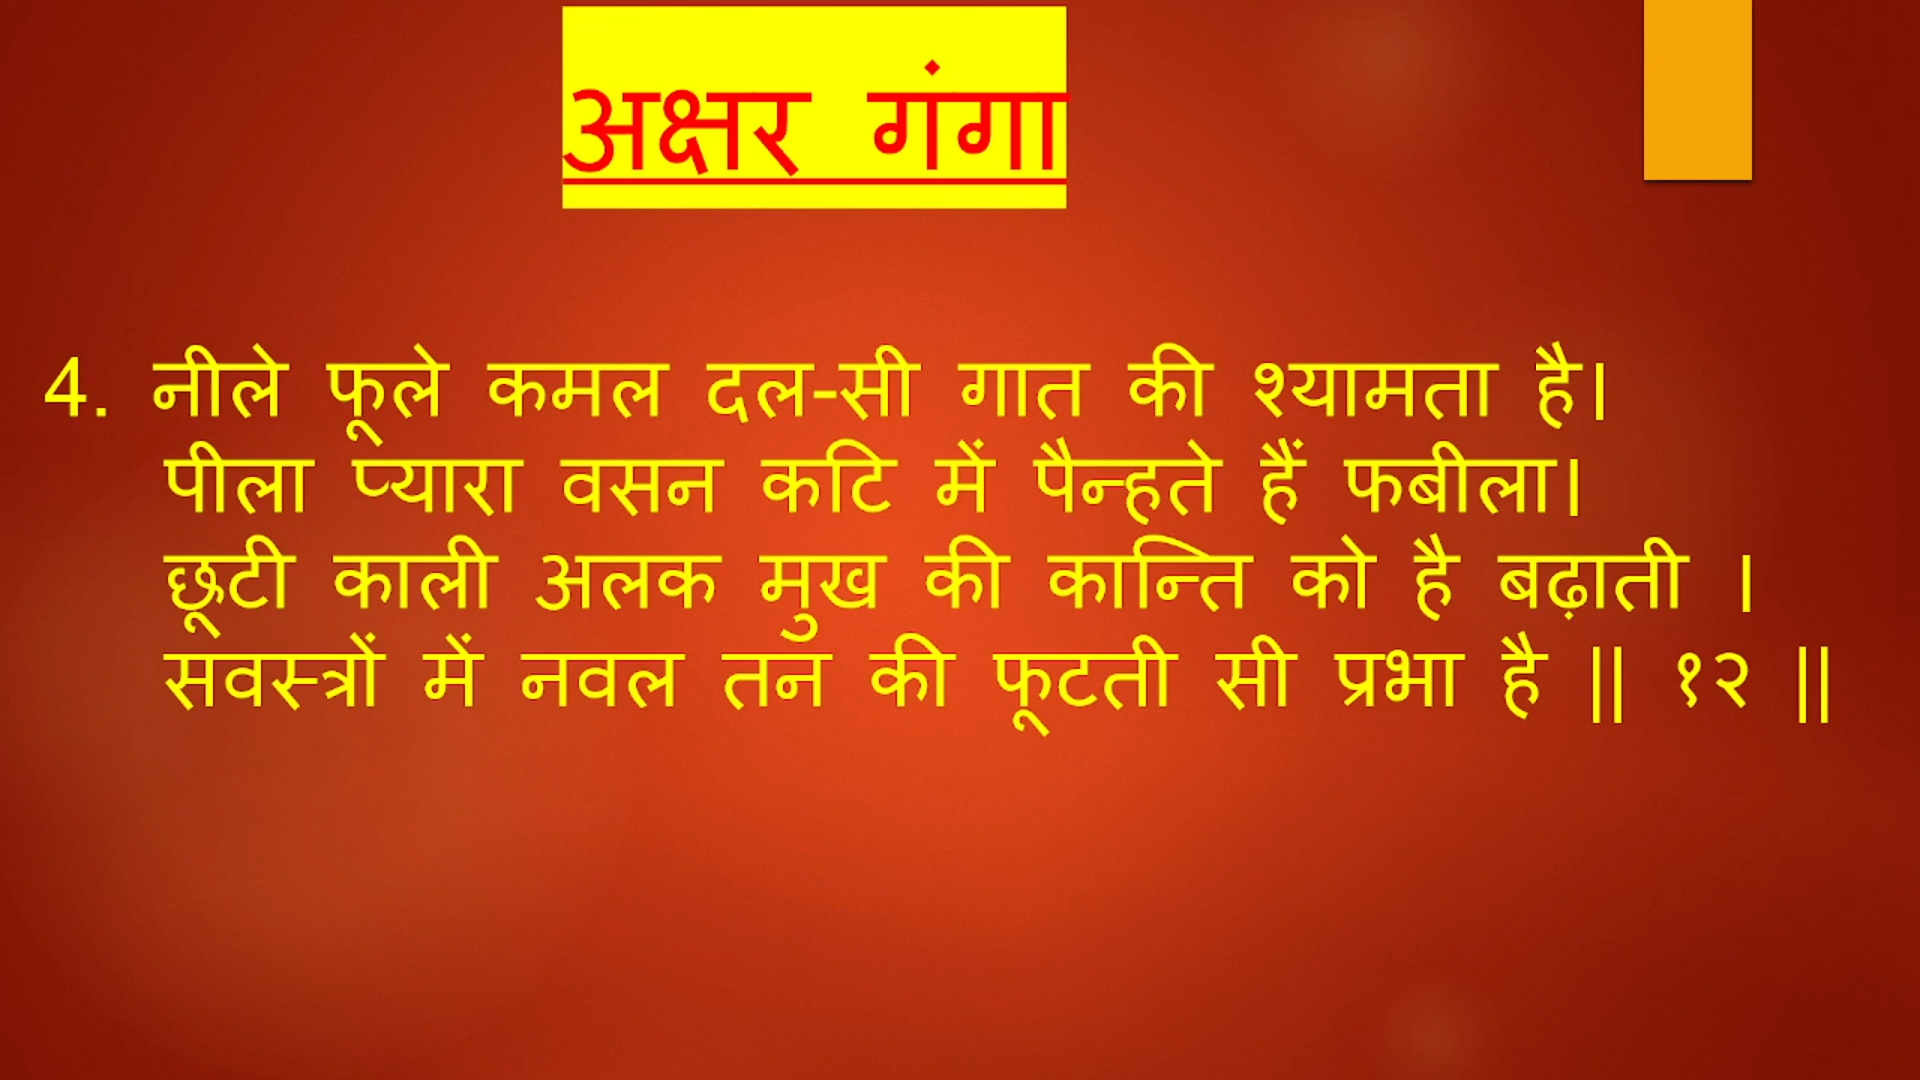 अक्षर गंगा
4. नीले फूले कमल दल-सी गात की श्यामता है।
पीला प्यारा वसन कटि में पैन्हते हैं फबीला।
छूटी काली अलक मुख की कान्ति को है बढ़ाती ।
सवस्त्रों में नवल तन की फूटती सी प्रभा है || १२ ||